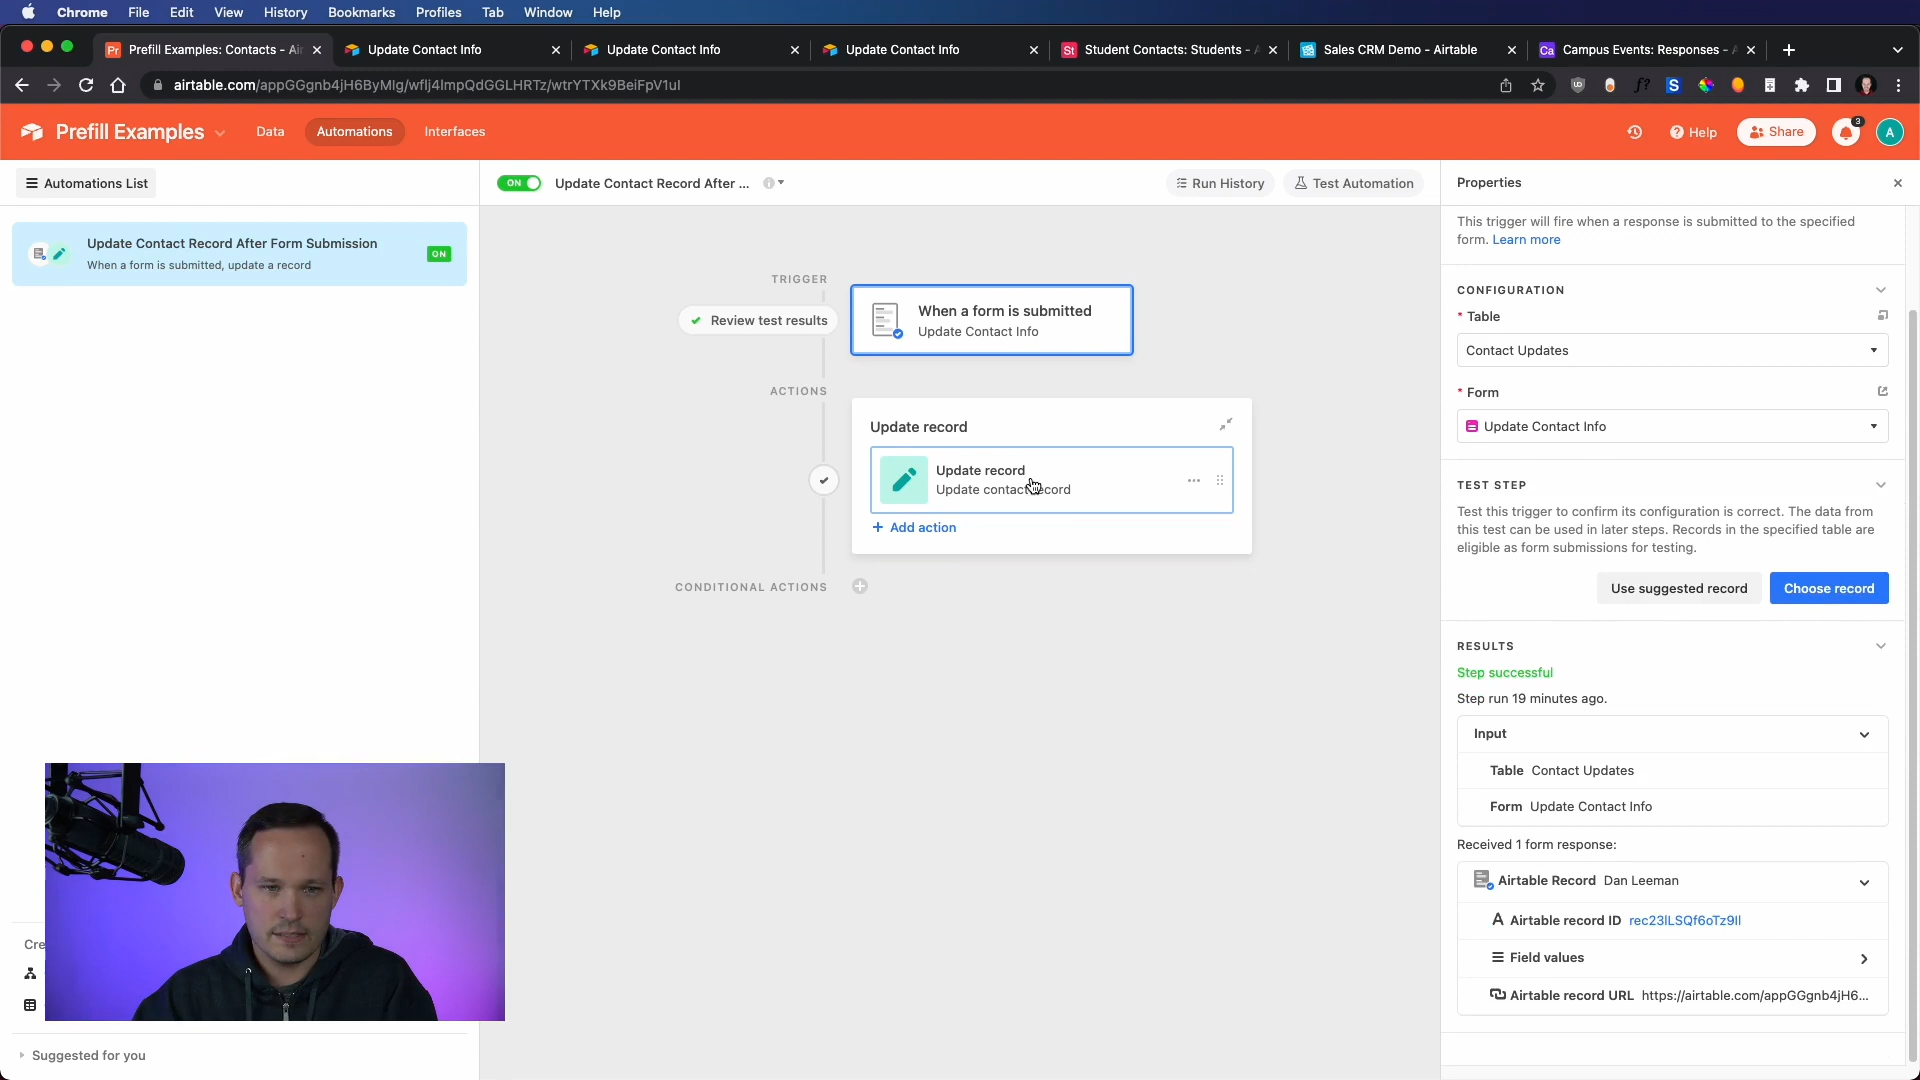 Chrome File Edit View History Bookmarks Profiles Tab Window Help
Pr Prefill Examples: Contacts - Ai
Update Contact Info
Update Contact Info
Update Contact Info
St Student Contacts: Students -
Sales CRM Demo - Airtable
Ca Campus Events: Responses -
airtable.com/appGGgnb4jH6ByMlg/wflj4lmpQdGGLHRTz/wtrYTXk9BeiFpV1ul
Prefill Examples
Data
Automations
Interfaces
Help
Share
3
A
Automations List
ON
Update Contact Record After ...
Run History
Test Automation
Properties
Update Contact Record After Form Submission
When a form is submitted, update a record
ON
TRIGGER
Review test results
When a form is submitted
Update Contact Info
ACTIONS
Update record
Update record
Update contact record
+ Add action
CONDITIONAL ACTIONS
This trigger will fire when a response is submitted to the specified
form. Learn more
CONFIGURATION
* Table
Contact Updates
* Form
Update Contact Info
TEST STEP
Test this trigger to confirm its configuration is correct. The data from
this test can be used in later steps. Records in the specified table are
eligible as form submissions for testing.
Use suggested record
Choose record
RESULTS
Step successful
Step run 19 minutes ago.
Input
Table Contact Updates
Form Update Contact Info
Received 1 form response:
Airtable Record Dan Leeman
A Airtable record ID rec23lLSQf6oTz9ll
Field values
Airtable record URL https://airtable.com/appGGgnb4jH6...
Cre
Suggested for you